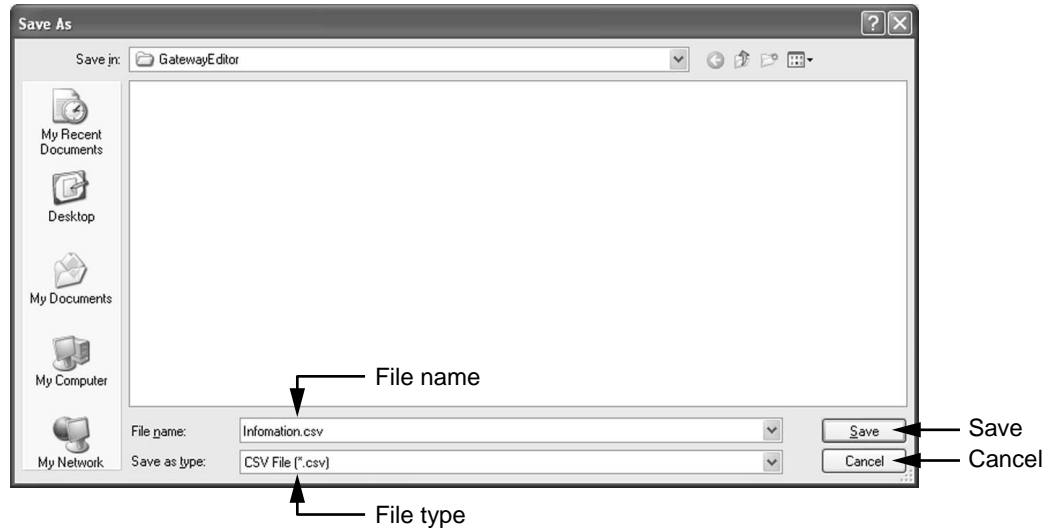 Save As
Save in: GatewayEditor
My Recent
Documents
Desktop
My Documents
My Computer
My Network
File name
File name: Infomation.csv Save
Save as type: CSV File (*.csv) Cancel
Save
Cancel
File type